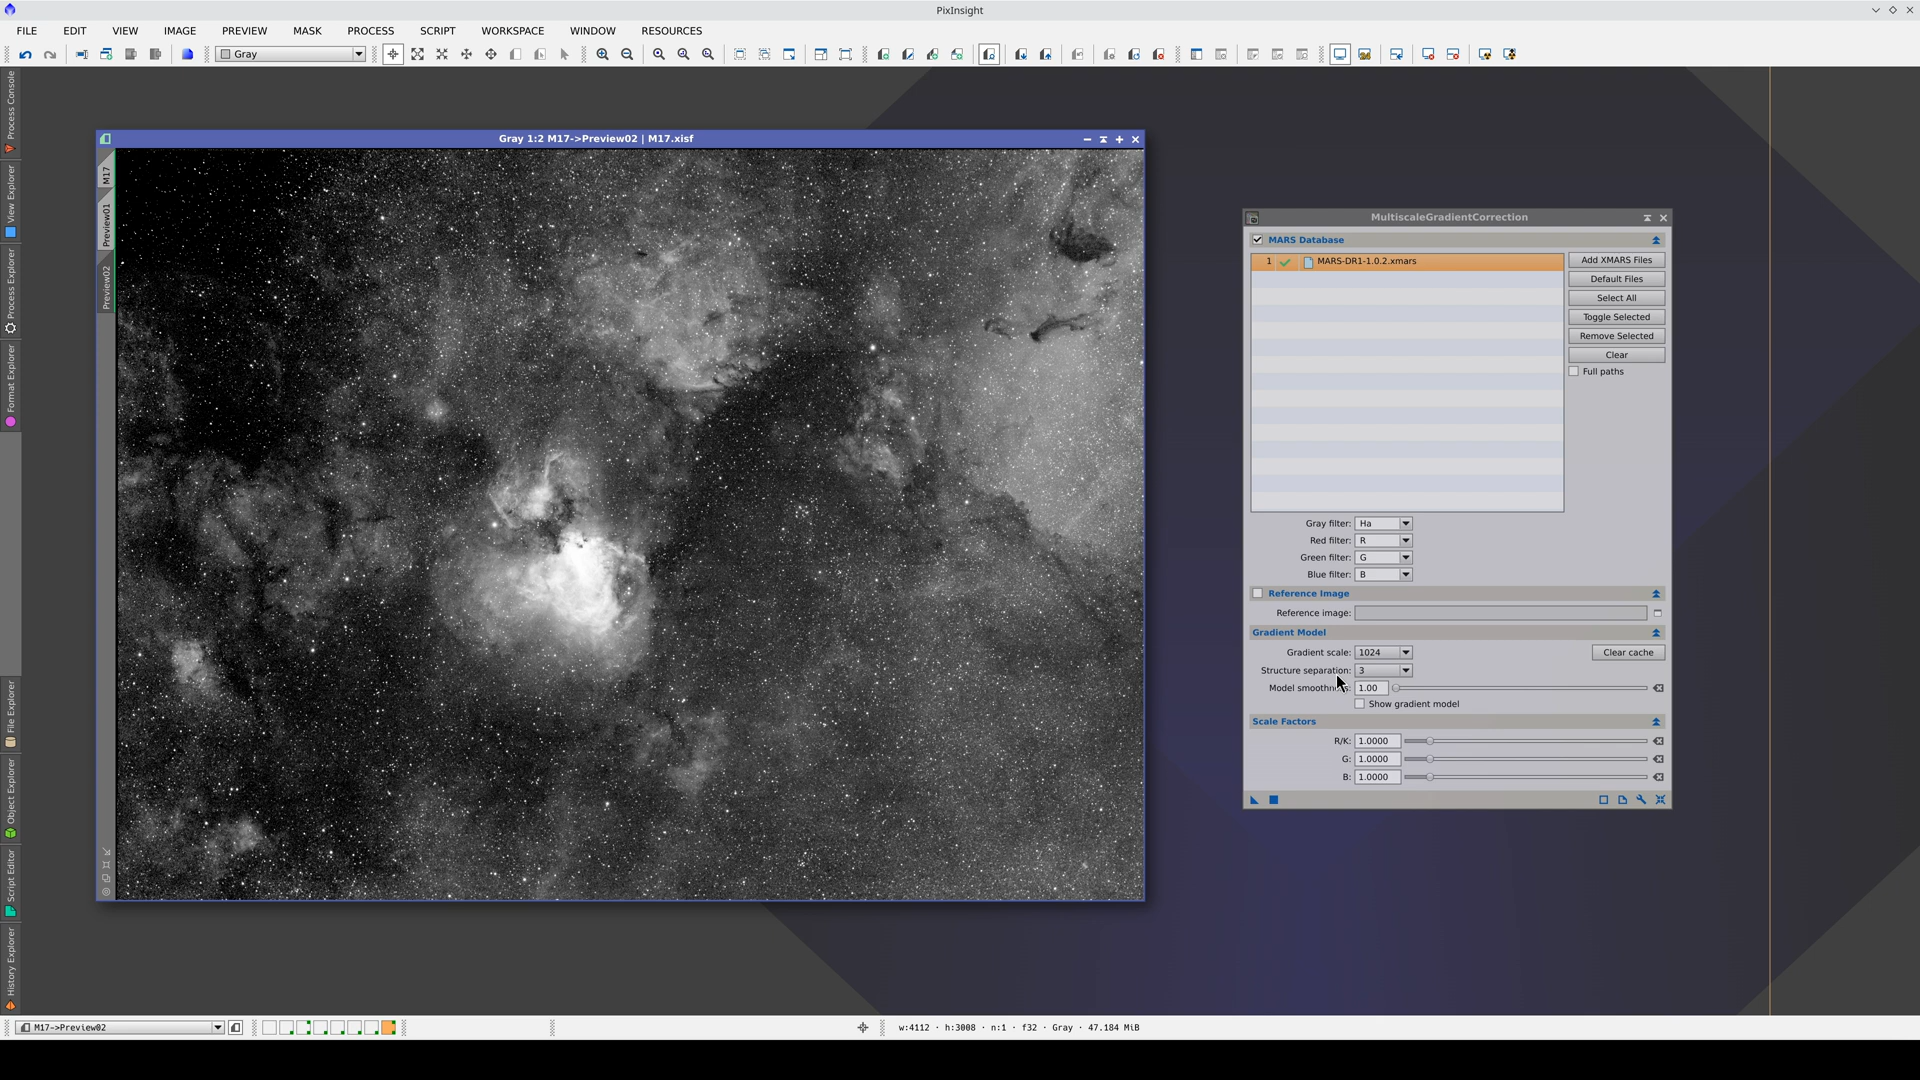 PixInsight
FILE EDIT VIEW IMAGE PREVIEW MASK PROCESS SCRIPT WORKSPACE WINDOW RESOURCES
Gray
Process Console
View Explorer
Process Explorer
Format Explorer
File Explorer
Object Explorer
Script Editor
History Explorer
Gray 1:2 M17->Preview02 | M17.xisf
M17
Preview01
Preview02
MultiscaleGradientCorrection
MARS Database
1 MARS-DR1-1.0.2.xmars
Add XMARS Files
Default Files
Select All
Toggle Selected
Remove Selected
Clear
Full paths
Gray filter: Ha
Red filter: R
Green filter: G
Blue filter: B
Reference Image
Reference image:
Gradient Model
Gradient scale: 1024 Clear cache
Structure separation: 3
Model smoothness: 1.00
Show gradient model
Scale Factors
R/K: 1.0000
G: 1.0000
B: 1.0000
M17->Preview02
w:4112 · h:3008 · n:1 · f32 · Gray · 47.184 MiB